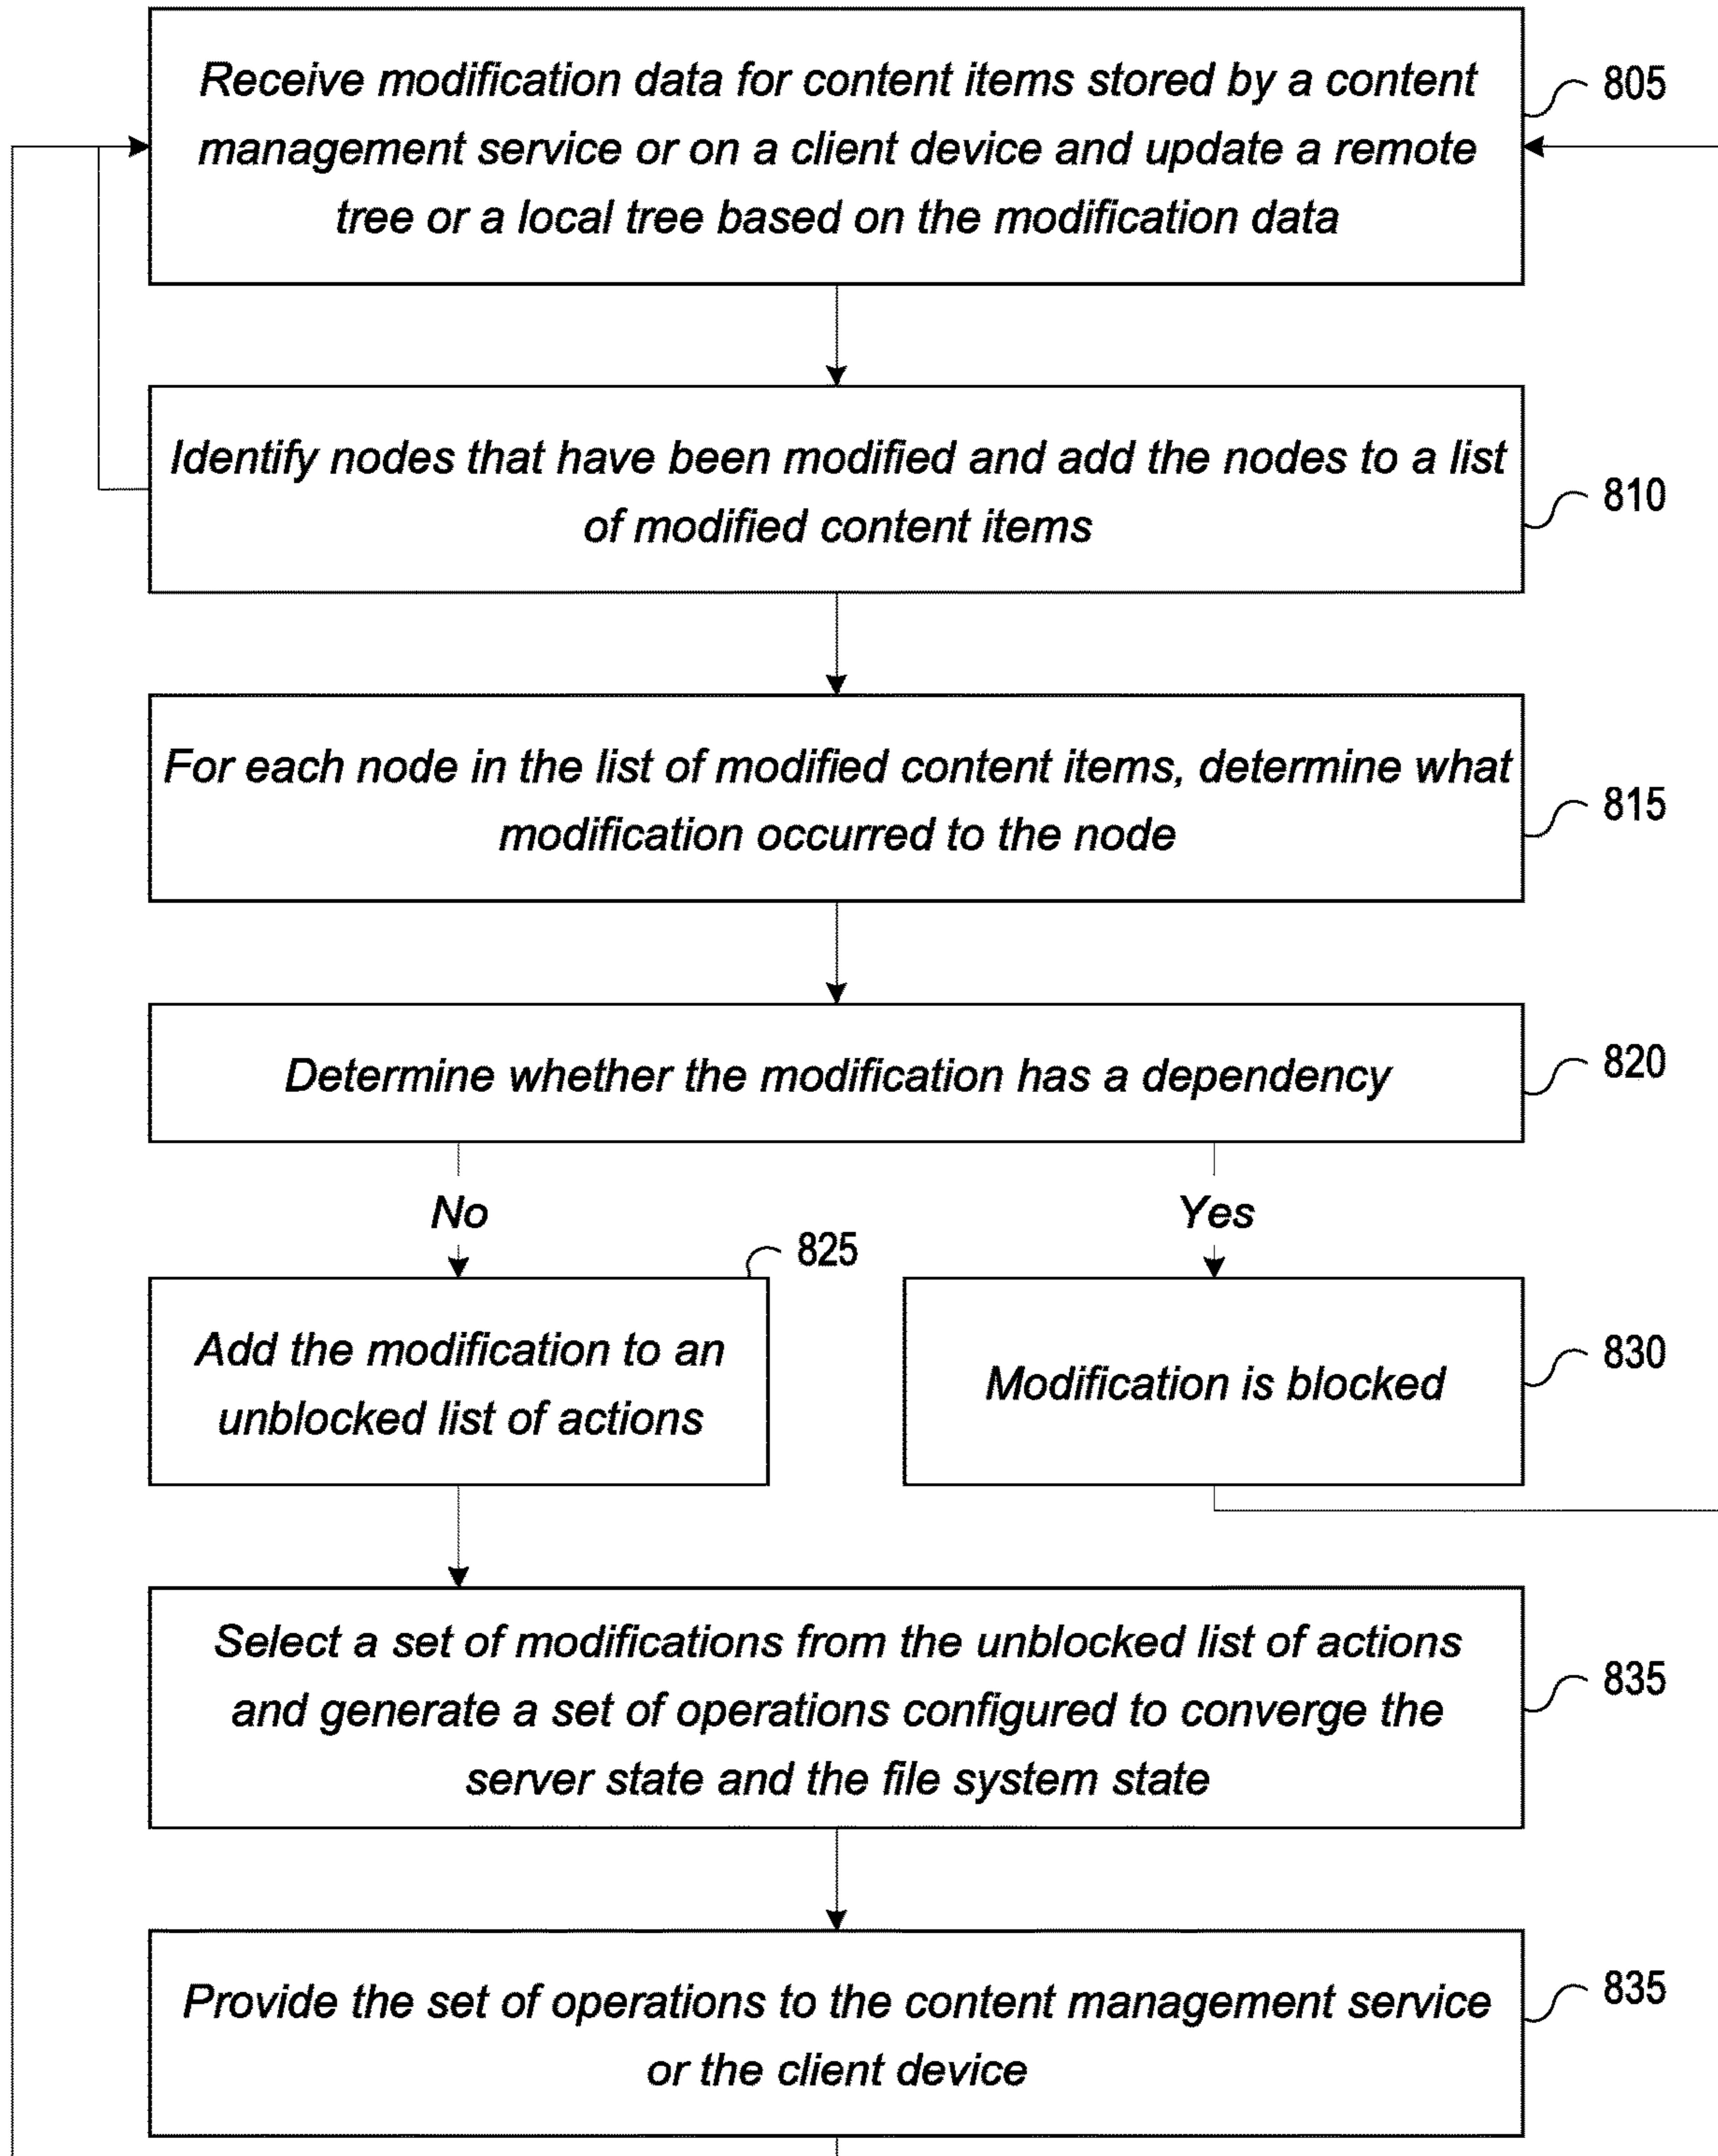 Receive modification data for content items stored by a content
management service or on a client device and update a remote
tree or a local tree based on the modification data
805
Identify nodes that have been modified and add the nodes to a list
of modified content items
810
For each node in the list of modified content items, determine what
modification occurred to the node
815
Determine whether the modification has a dependency
820
No
Yes
825
Add the modification to an
unblocked list of actions
Modification is blocked
830
Select a set of modifications from the unblocked list of actions
and generate a set of operations configured to converge the
server state and the file system state
835
Provide the set of operations to the content management service
or the client device
835